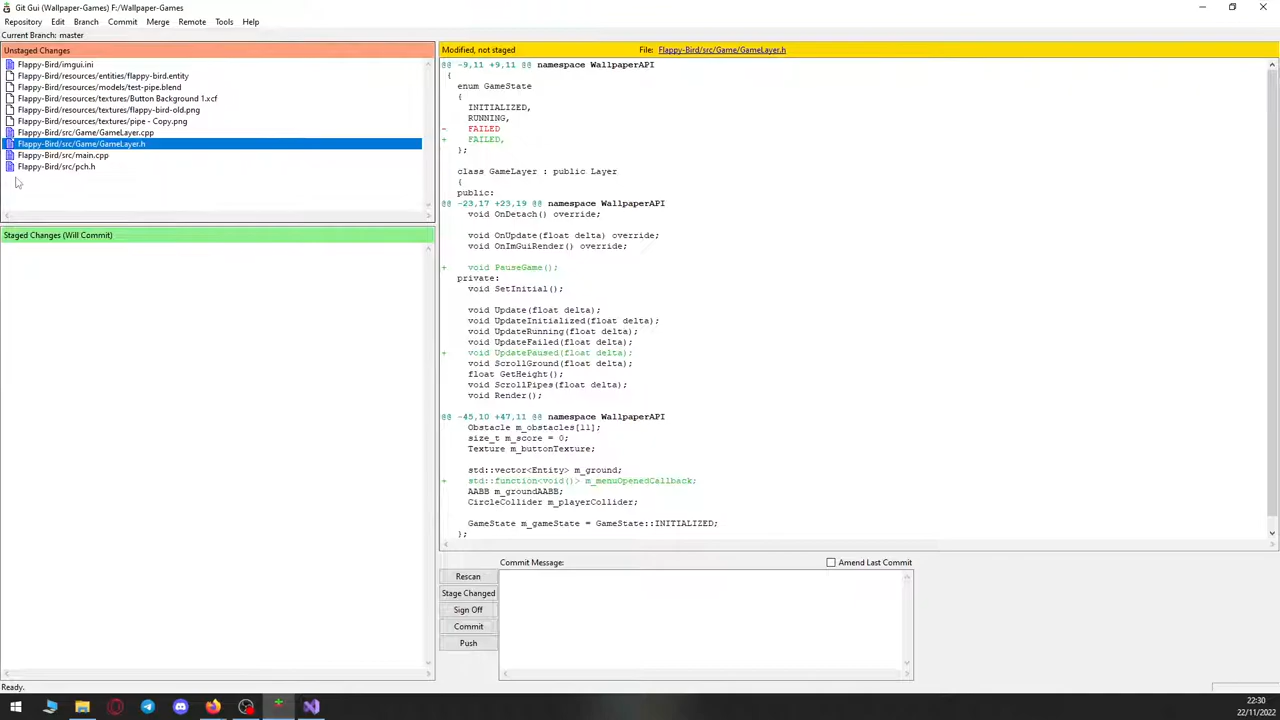 Git Gui (Wallpaper-Games) F:/Wallpaper-Games
Repository Edit Branch Commit Merge Remote Tools Help
Current Branch: master
Unstaged Changes
Flappy-Bird/imgui.ini
Flappy-Bird/resources/entities/flappy-bird.entity
Flappy-Bird/resources/models/test-pipe.blend
Flappy-Bird/resources/textures/Button Background 1.xcf
Flappy-Bird/resources/textures/flappy-bird-old.png
Flappy-Bird/resources/textures/pipe - Copy.png
Flappy-Bird/src/Game/GameLayer.cpp
Flappy-Bird/src/Game/GameLayer.h
Flappy-Bird/src/main.cpp
Flappy-Bird/src/pch.h
Staged Changes (Will Commit)
Modified, not staged File: Flappy-Bird/src/Game/GameLayer.h
@@ -9,11 +9,11 @@ namespace WallpaperAPI
{
enum GameState
{
INITIALIZED,
RUNNING,
- FAILED
+ FAILED,
};
class GameLayer : public Layer
{
public:
@@ -23,17 +23,19 @@ namespace WallpaperAPI
void OnDetach() override;
void OnUpdate(float delta) override;
void OnImGuiRender() override;
+ void PauseGame();
private:
void SetInitial();
void Update(float delta);
void UpdateInitialized(float delta);
void UpdateRunning(float delta);
void UpdateFailed(float delta);
+ void UpdatePaused(float delta);
void ScrollGround(float delta);
float GetHeight();
void ScrollPipes(float delta);
void Render();
@@ -45,10 +47,11 @@ namespace WallpaperAPI
Obstacle m_obstacles[11];
size_t m_score = 0;
Texture m_buttonTexture;
std::vector<Entity> m_ground;
+ std::function<void()> m_menuOpenedCallback;
AABB m_groundAABB;
CircleCollider m_playerCollider;
GameState m_gameState = GameState::INITIALIZED;
};
Commit Message: Amend Last Commit
Rescan
Stage Changed
Sign Off
Commit
Push
Ready.
22:30
22/11/2022